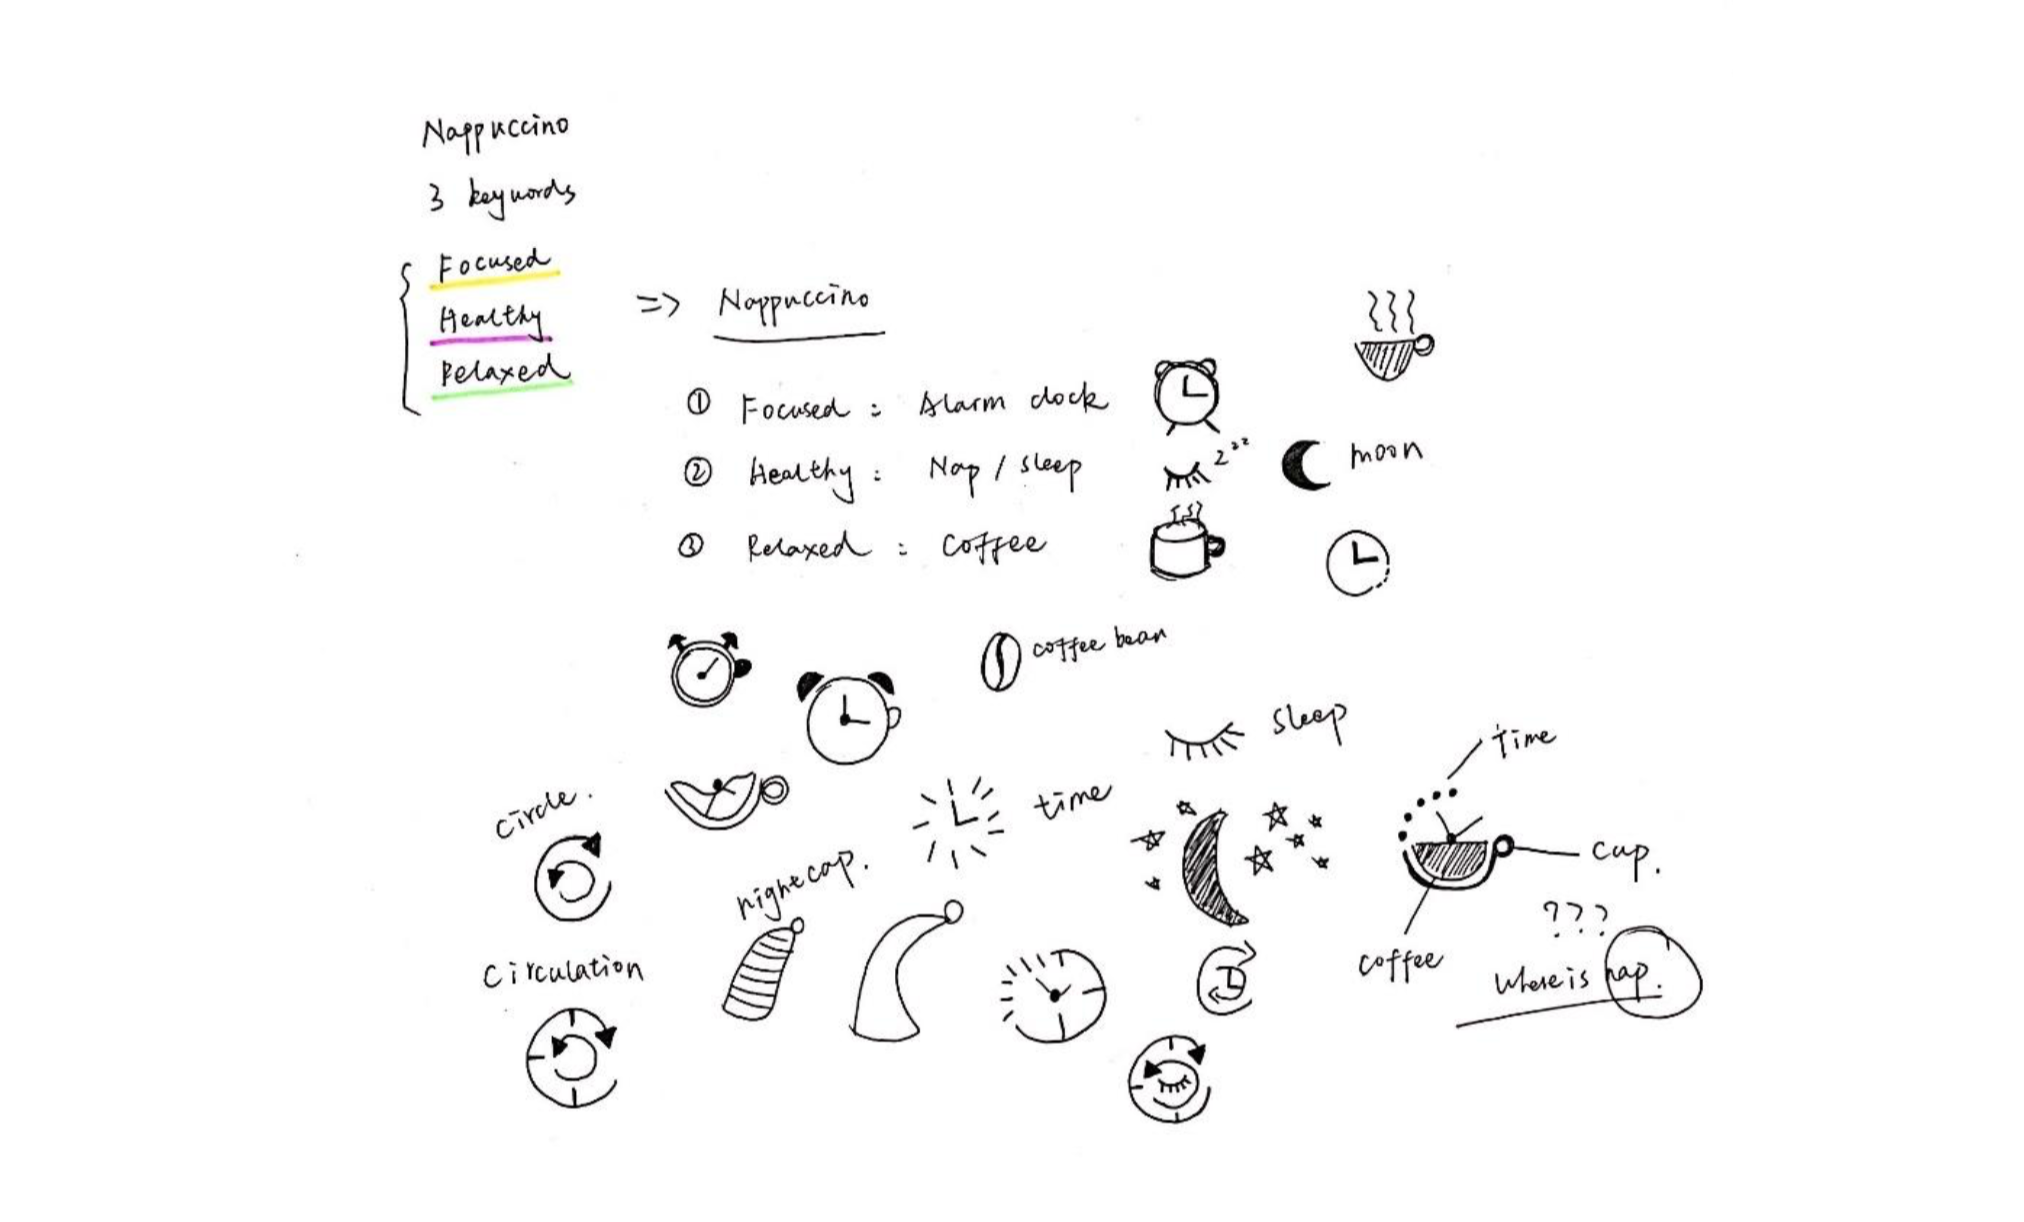 Nappuccino
3 keywords
Focused
Healthy
Relaxed
=> Nappuccino
① Focused : Alarm clock
② Healthy : Nap / sleep
zzz
moon
③ Relaxed : Coffee
coffee bean
sleep
Time
circle.
time
cup.
nightcap.
???
coffee
Where is nap.
Circulation